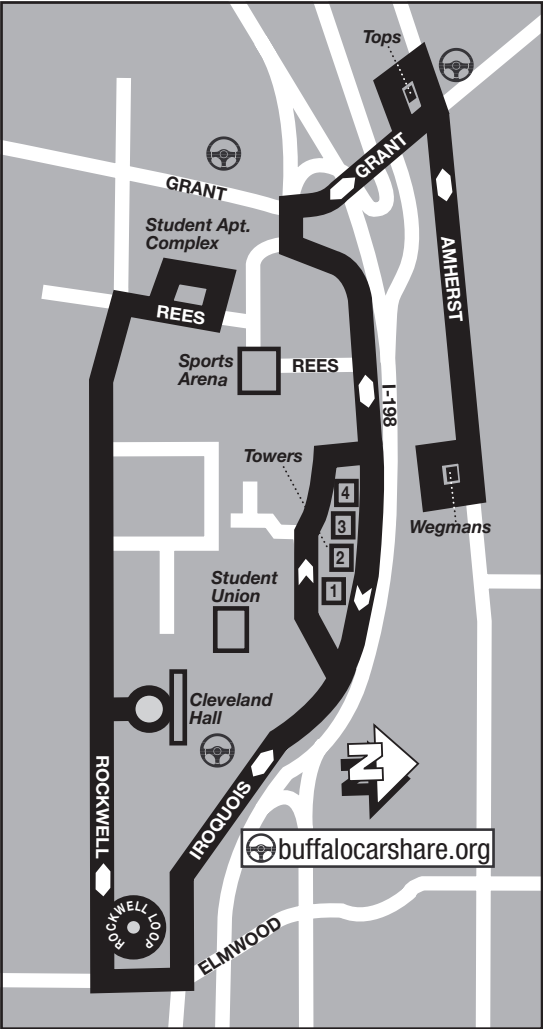 Tops
GRANT
GRANT
Student Apt.
Complex
AMHERST
REES
Sports
Arena
REES
I-198
Towers
4
3
2
1
Wegmans
Student
Union
Cleveland
Hall
N
ROCKWELL
IROQUOIS
buffalocarshare.org
ROCKWELL LOOP
ELMWOOD